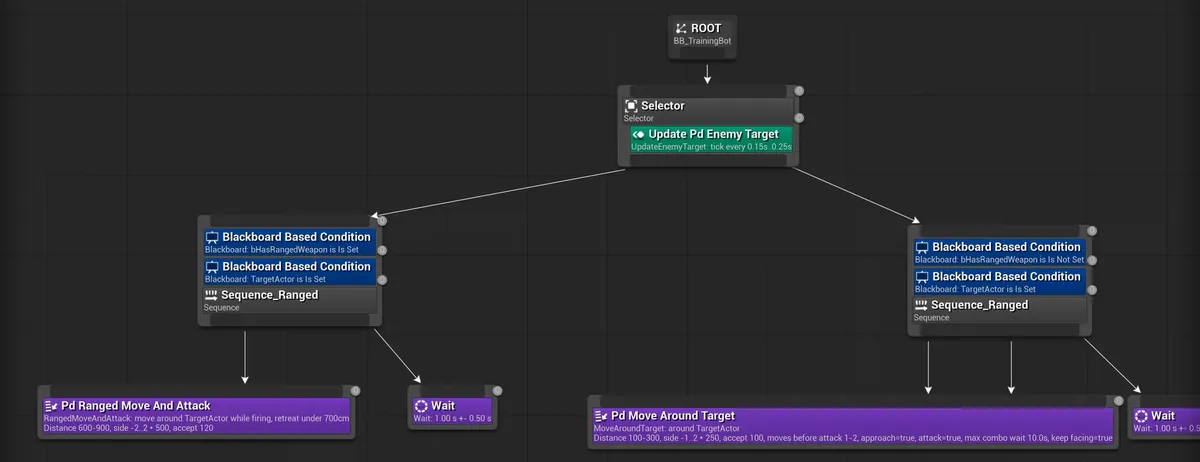 ROOT
BB_TrainingBot
Selector
Selector
Update Pd Enemy Target
UpdateEnemyTarget: tick every 0.15s..0.25s
Blackboard Based Condition
Blackboard: bHasRangedWeapon is Is Set
Blackboard Based Condition
Blackboard: TargetActor is Is Set
Sequence_Ranged
Sequence
Blackboard Based Condition
Blackboard: bHasRangedWeapon is Is Not Set
Blackboard Based Condition
Blackboard: TargetActor is Is Set
Sequence_Ranged
Sequence
Pd Ranged Move And Attack
RangedMoveAndAttack: move around TargetActor while firing, retreat under 700cm
Distance 600-900, side -2..2 * 500, accept 120
Wait
Wait: 1.00 s +- 0.50 s
Pd Move Around Target
MoveAroundTarget: around TargetActor
Distance 100-300, side -1..2 * 250, accept 100, moves before attack 1-2, approach=true, attack=true, max combo wait 10.0s, keep facing=true
Wait
Wait: 1.00 s +- 0.5